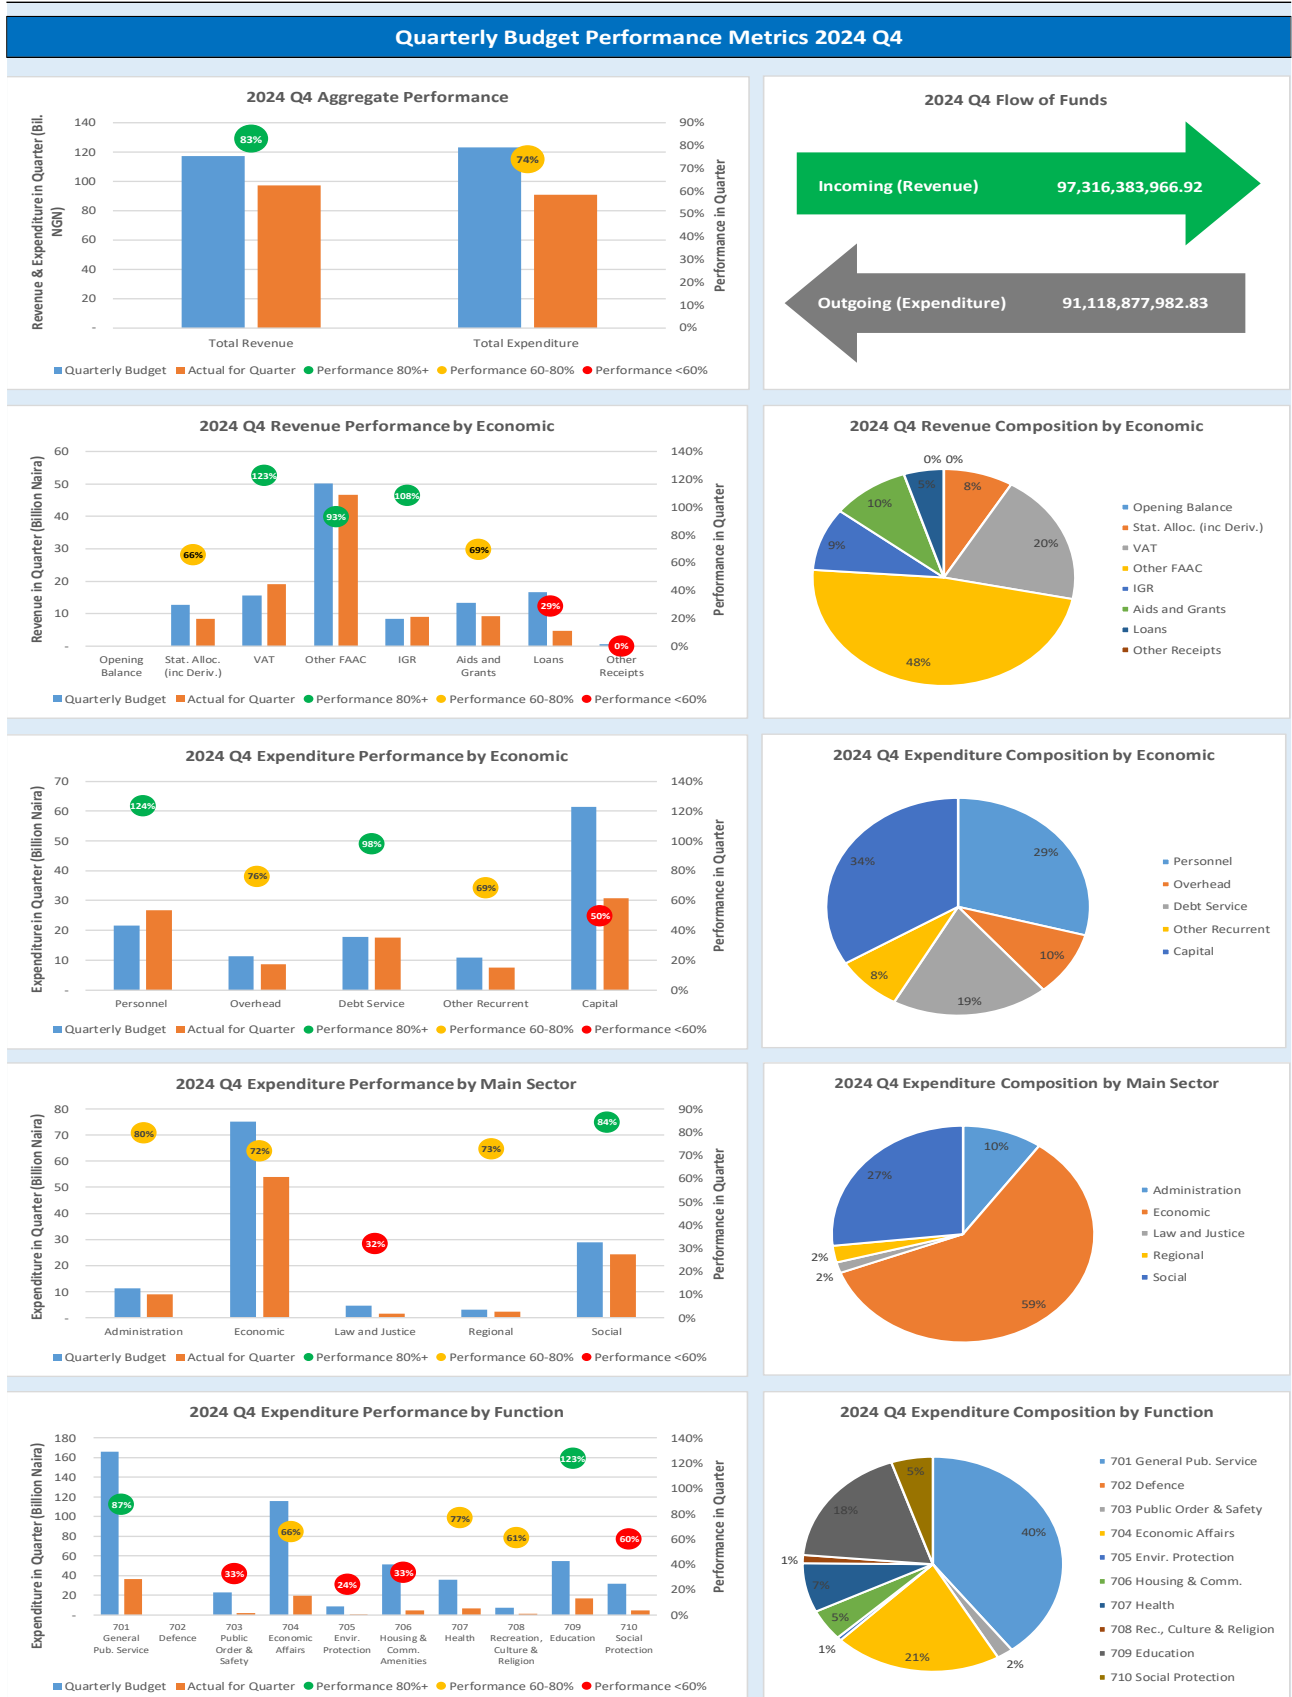 Quarterly Budget Performance Metrics 2024 Q4
2024 Q4 Aggregate Performance
Revenue & Expenditure in Quarter (Bil. NGN)
140
120
100
80
60
40
20
-
83%
74%
90%
80%
70%
60%
50%
40%
30%
20%
10%
0%
Performance in Quarter
Total Revenue
Total Expenditure
Quarterly Budget Actual for Quarter Performance 80%+ Performance 60-80% Performance <60%
2024 Q4 Flow of Funds
Incoming (Revenue) 97,316,383,966.92
Outgoing (Expenditure) 91,118,877,982.83
2024 Q4 Revenue Performance by Economic
Revenue in Quarter (Billion Naira)
60
50
40
30
20
10
-
66%
123%
93%
108%
69%
29%
0%
140%
120%
100%
80%
60%
40%
20%
0%
Performance in Quarter
Opening Balance
Stat. Alloc. (inc Deriv.)
VAT
Other FAAC
IGR
Aids and Grants
Loans
Other Receipts
Quarterly Budget Actual for Quarter Performance 80%+ Performance 60-80% Performance <60%
2024 Q4 Revenue Composition by Economic
0% 0%
8%
20%
48%
9%
10%
5%
Opening Balance
Stat. Alloc. (inc Deriv.)
VAT
Other FAAC
IGR
Aids and Grants
Loans
Other Receipts
2024 Q4 Expenditure Performance by Economic
Expenditure in Quarter (Billion Naira)
70
60
50
40
30
20
10
-
124%
76%
98%
69%
50%
140%
120%
100%
80%
60%
40%
20%
0%
Performance in Quarter
Personnel
Overhead
Debt Service
Other Recurrent
Capital
Quarterly Budget Actual for Quarter Performance 80%+ Performance 60-80% Performance <60%
2024 Q4 Expenditure Composition by Economic
29%
10%
19%
8%
34%
Personnel
Overhead
Debt Service
Other Recurrent
Capital
2024 Q4 Expenditure Performance by Main Sector
Expenditure in Quarter (Billion Naira)
80
70
60
50
40
30
20
10
-
80%
72%
32%
73%
84%
90%
80%
70%
60%
50%
40%
30%
20%
10%
0%
Performance in Quarter
Administration
Economic
Law and Justice
Regional
Social
Quarterly Budget Actual for Quarter Performance 80%+ Performance 60-80% Performance <60%
2024 Q4 Expenditure Composition by Main Sector
10%
59%
2%
2%
27%
Administration
Economic
Law and Justice
Regional
Social
2024 Q4 Expenditure Performance by Function
Expenditure in Quarter (Billion Naira)
180
160
140
120
100
80
60
40
20
-
87%
33%
66%
24%
33%
77%
61%
123%
60%
140%
120%
100%
80%
60%
40%
20%
0%
Performance in Quarter
701 General Pub. Service
702 Defence
703 Public Order & Safety
704 Economic Affairs
705 Envir. Protection
706 Housing & Comm. Amenities
707 Health
708 Recreation, Culture & Religion
709 Education
710 Social Protection
Quarterly Budget Actual for Quarter Performance 80%+ Performance 60-80% Performance <60%
2024 Q4 Expenditure Composition by Function
40%
2%
21%
1%
5%
7%
1%
18%
5%
701 General Pub. Service
702 Defence
703 Public Order & Safety
704 Economic Affairs
705 Envir. Protection
706 Housing & Comm.
707 Health
708 Rec., Culture & Religion
709 Education
710 Social Protection